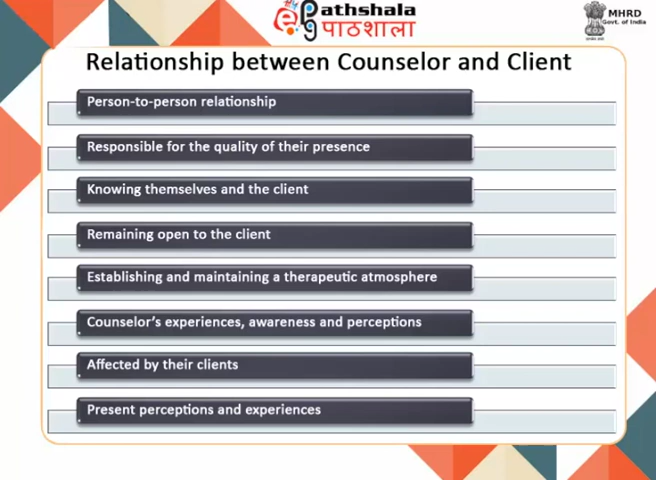 Pathshala
पाठशाला
MHRD
Govt. of India
Relationship between Counselor and Client
Person-to-person relationship
Responsible for the quality of their presence
Knowing themselves and the client
Remaining open to the client
Establishing and maintaining a therapeutic atmosphere
Counselor's experiences, awareness and perceptions
Affected by their clients
Present perceptions and experiences